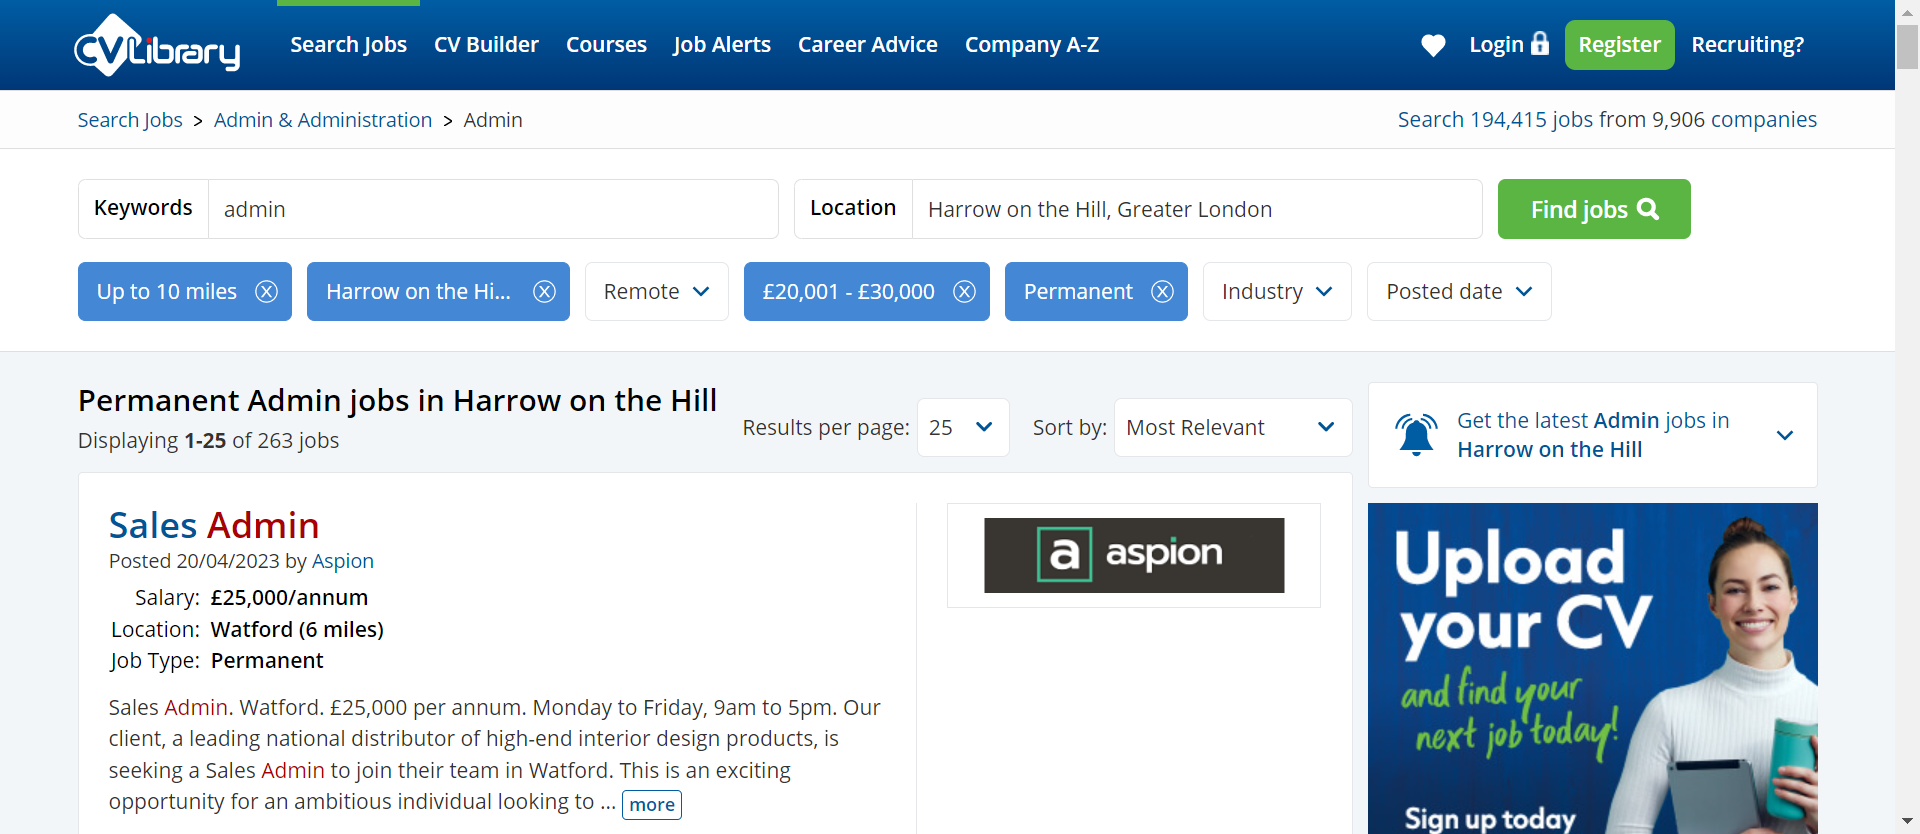 CVLibrary
Search Jobs
CV Builder
Courses
Job Alerts
Career Advice
Company A-Z
Login
Register
Recruiting?
Search Jobs > Admin & Administration > Admin
Search 194,415 jobs from 9,906 companies
Keywords
admin
Location
Harrow on the Hill, Greater London
Find jobs
Up to 10 miles
Harrow on the Hi...
Remote
£20,001 - £30,000
Permanent
Industry
Posted date
Permanent Admin jobs in Harrow on the Hill
Displaying 1-25 of 263 jobs
Results per page: 25
Sort by: Most Relevant
Get the latest Admin jobs in
Harrow on the Hill
Sales Admin
Posted 20/04/2023 by Aspion
Salary: £25,000/annum
Location: Watford (6 miles)
Job Type: Permanent
Sales Admin. Watford. £25,000 per annum. Monday to Friday, 9am to 5pm. Our
client, a leading national distributor of high-end interior design products, is
seeking a Sales Admin to join their team in Watford. This is an exciting
opportunity for an ambitious individual looking to ... more
a aspion
Upload
your CV
and find your
next job today!
Sign up today